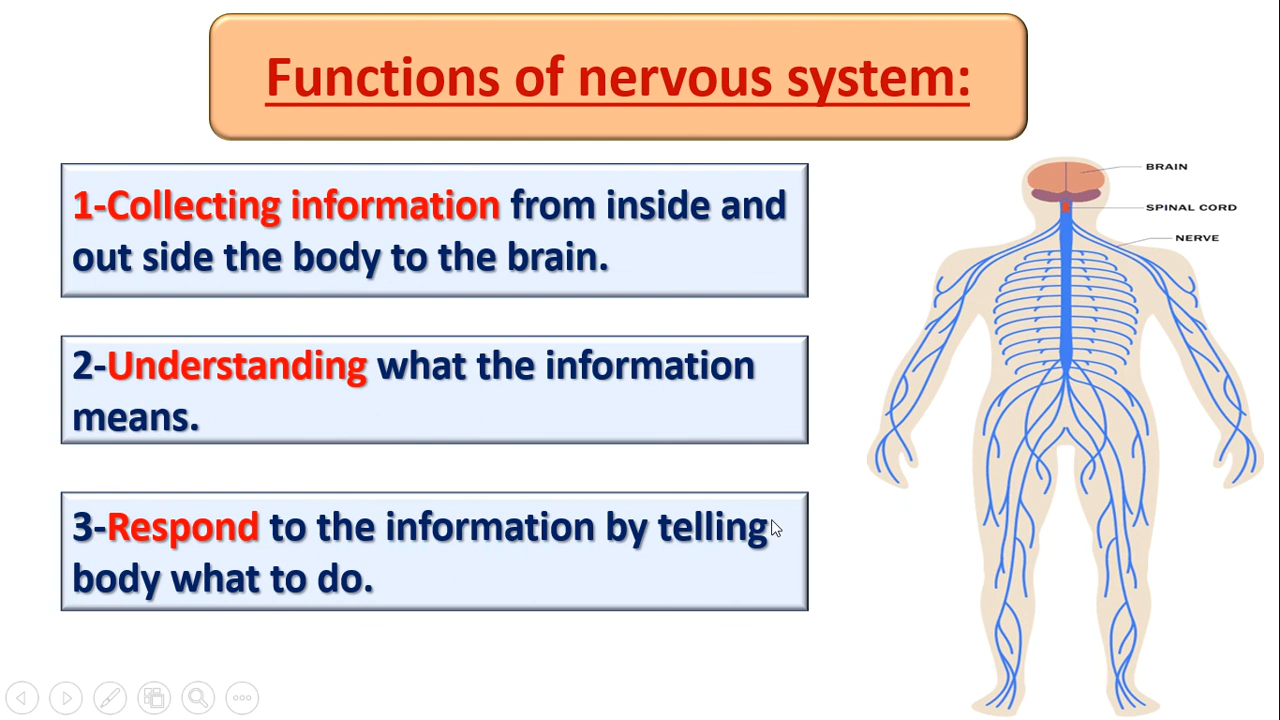 Functions of nervous system:
1-Collecting information from inside and
out side the body to the brain.
2-Understanding what the information
means.
3-Respond to the information by telling
body what to do.
BRAIN
SPINAL CORD
NERVE